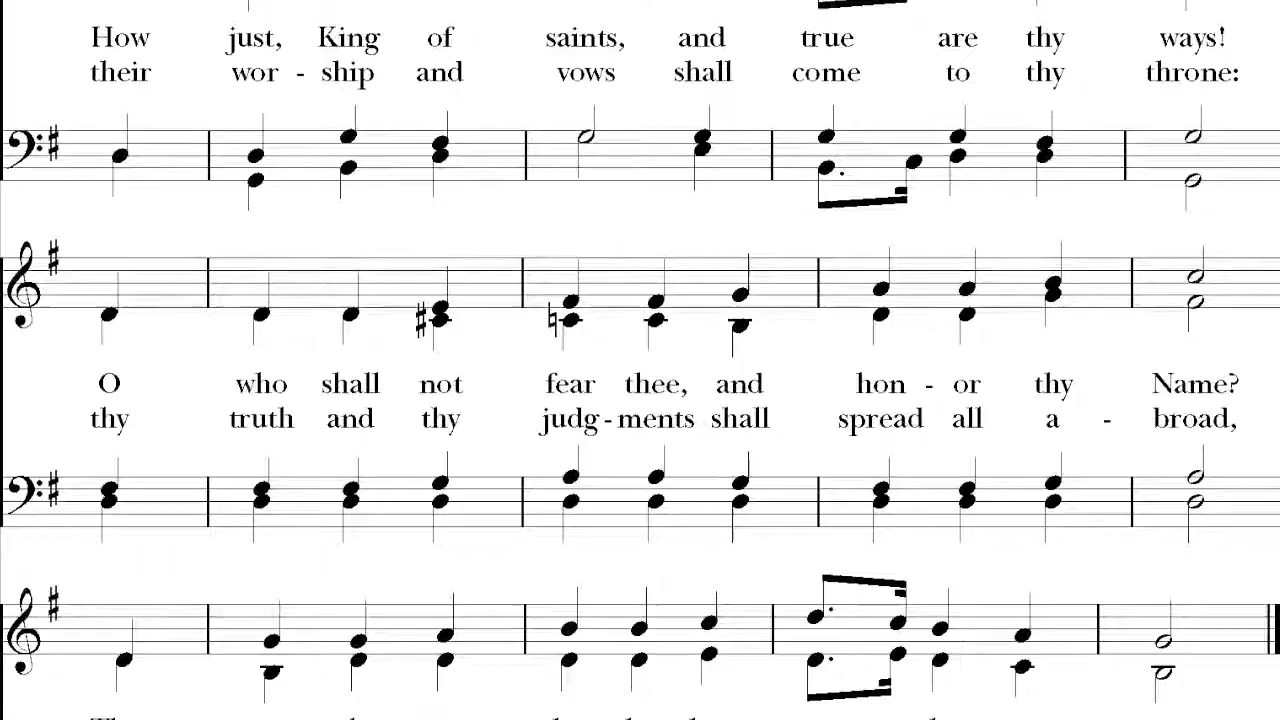 How just, King of saints, and true are thy ways!
their wor - ship and vows shall come to thy throne:
O who shall not fear thee, and hon - or thy Name?
thy truth and thy judg - ments shall spread all a - broad,